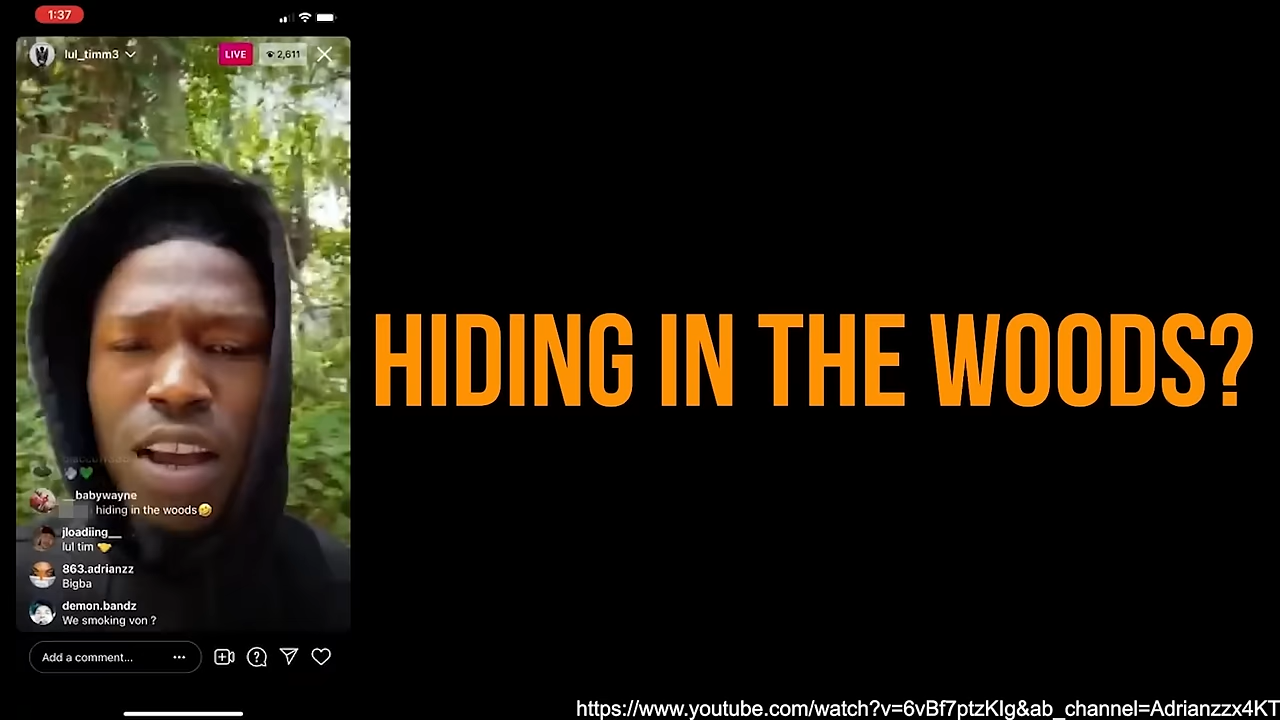 1:37
lul_timm3
LIVE
2,611
HIDING IN THE WOODS?
__babywayne
hiding in the woods🤣
jloadiing__
lul tim 🤝
863.adrianzz
Bigba
demon.bandz
We smoking von ?
Add a comment...
https://www.youtube.com/watch?v=6vBf7ptzKIg&ab_channel=Adrianzzx4KT